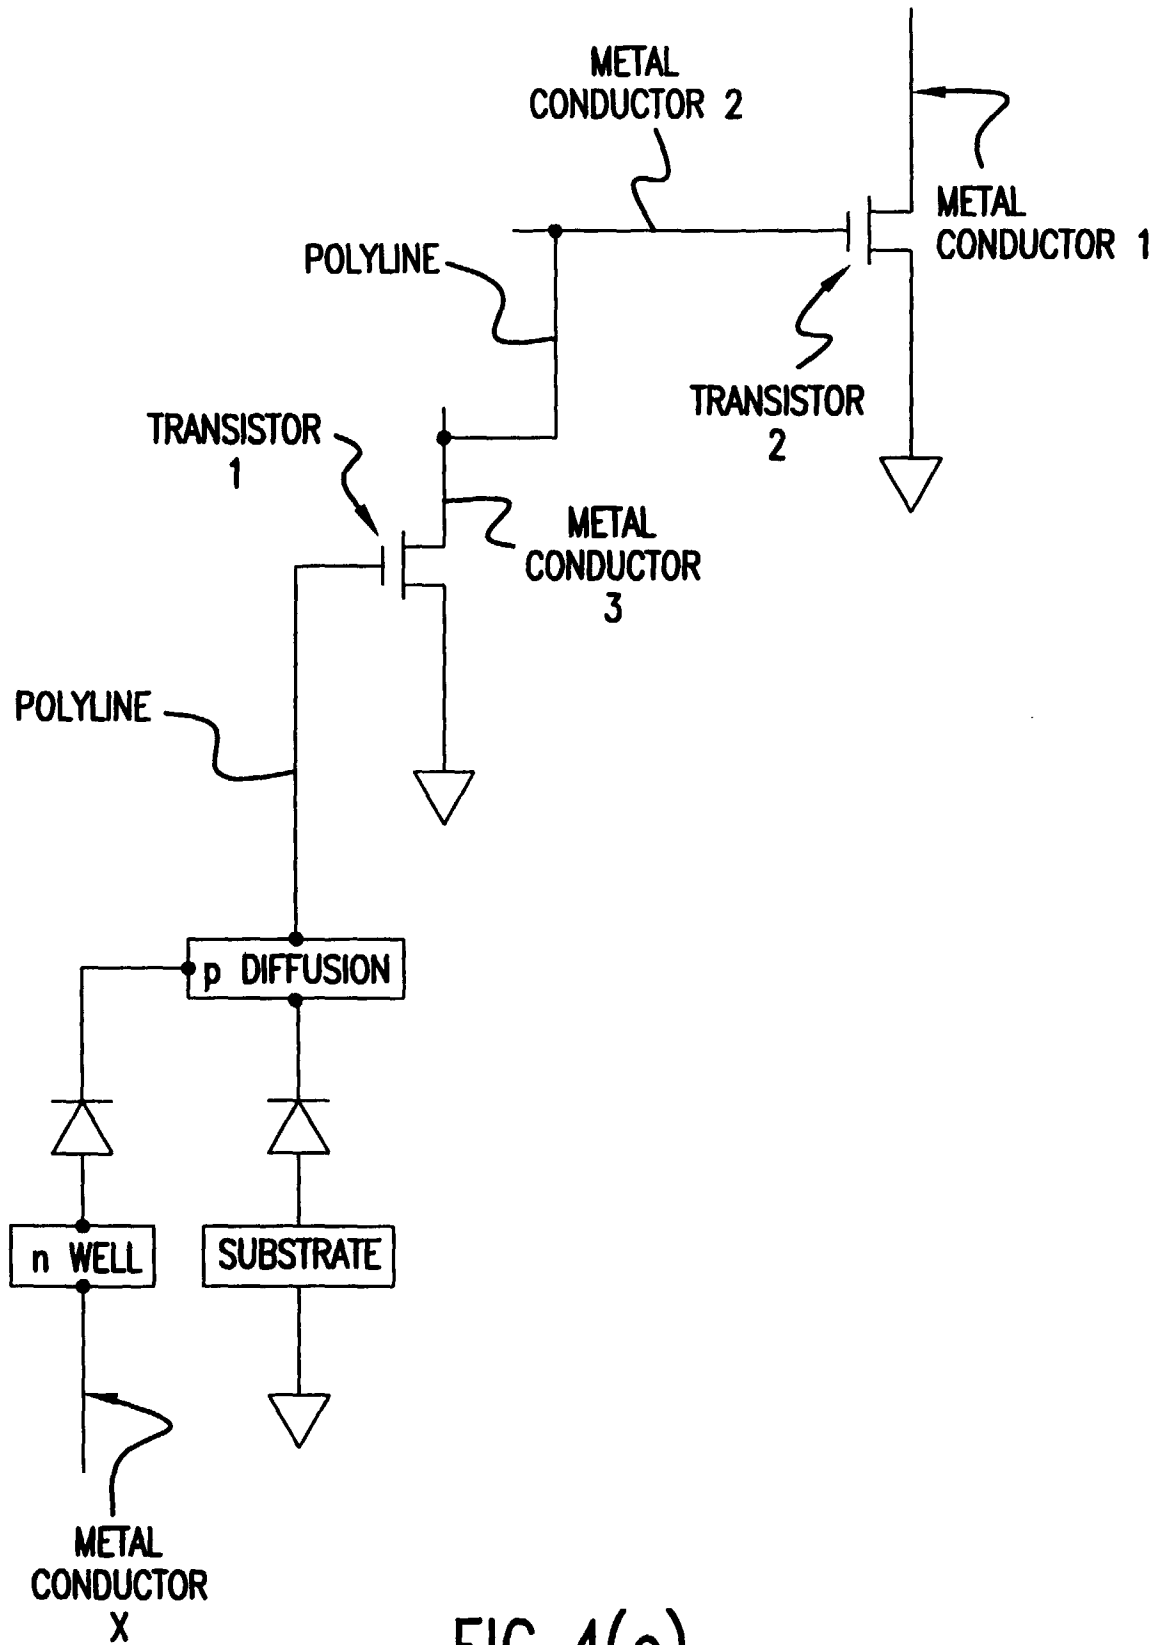 METAL
CONDUCTOR 2
METAL
CONDUCTOR 1
POLYLINE
TRANSISTOR
2
TRANSISTOR
1
METAL
CONDUCTOR
3
POLYLINE
p DIFFUSION
n WELL
SUBSTRATE
METAL
CONDUCTOR
X